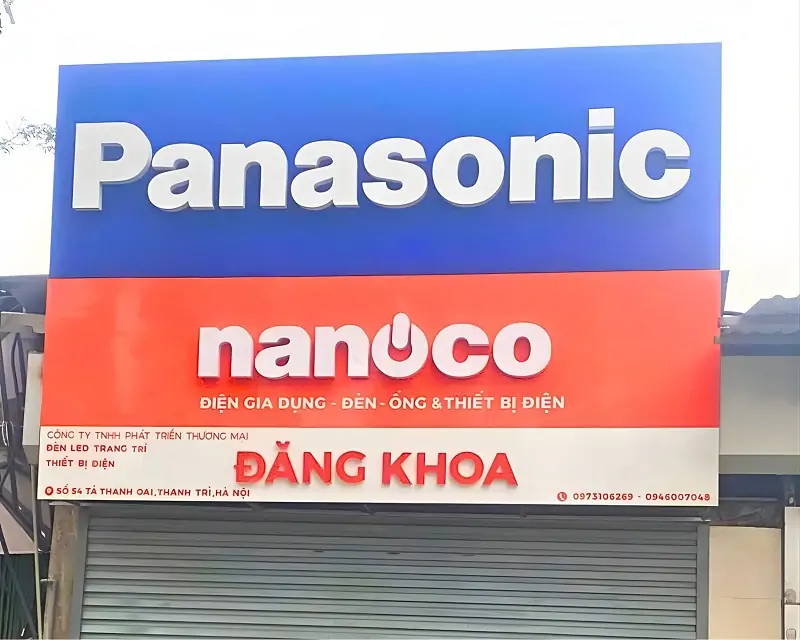 Panasonic
nanoco
ĐIỆN GIA DỤNG - ĐÈN - ỐNG & THIẾT BỊ ĐIỆN
CÔNG TY TNHH PHÁT TRIỂN THƯƠNG MẠI
ĐÈN LED TRANG TRÍ
THIẾT BỊ ĐIỆN
ĐĂNG KHOA
SỐ 54 TẢ THANH OAI, THANH TRÌ, HÀ NỘI
0973106269 - 0946007048